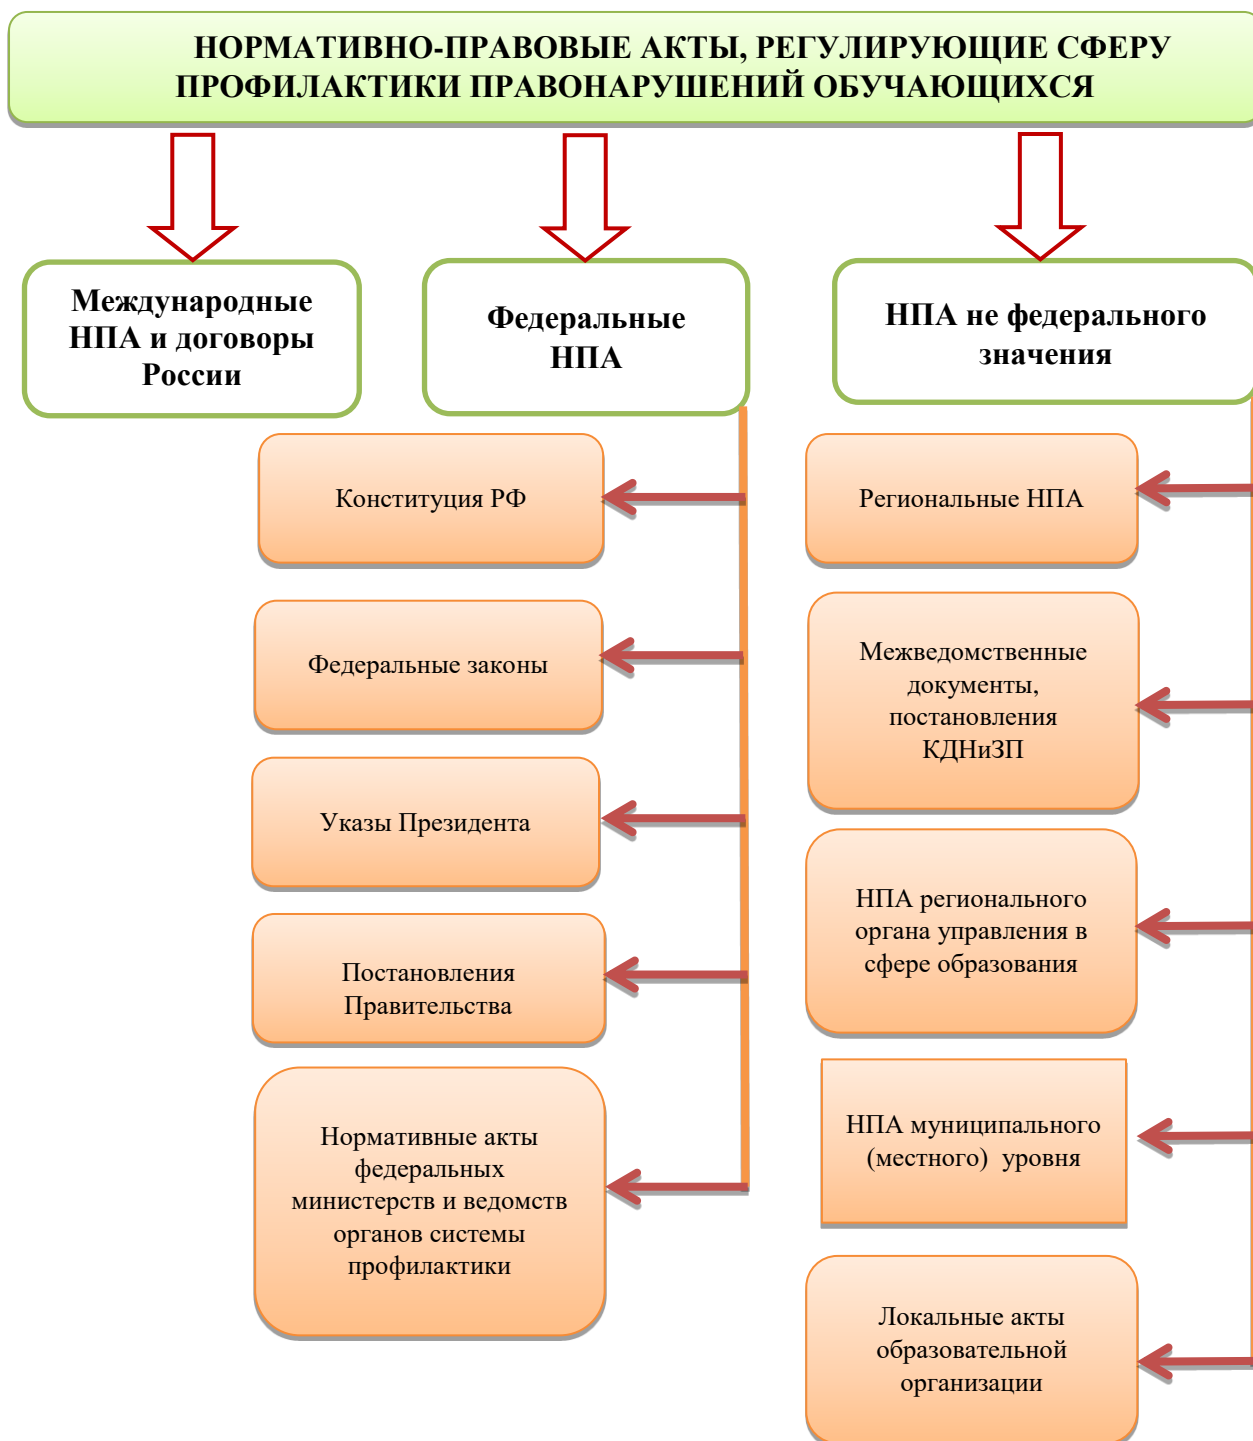 НОРМАТИВНО-ПРАВОВЫЕ АКТЫ, РЕГУЛИРУЮЩИЕ СФЕРУ
ПРОФИЛАКТИКИ ПРАВОНАРУШЕНИЙ ОБУЧАЮЩИХСЯ
Международные
НПА и договоры
России
Федеральные
НПА
НПА не федерального
значения
Конституция РФ
Федеральные законы
Указы Президента
Постановления
Правительства
Нормативные акты
федеральных
министерств и ведомств
органов системы
профилактики
Региональные НПА
Межведомственные
документы,
постановления
КДНиЗП
НПА регионального
органа управления в
сфере образования
НПА муниципального
(местного)  уровня
Локальные акты
образовательной
организации